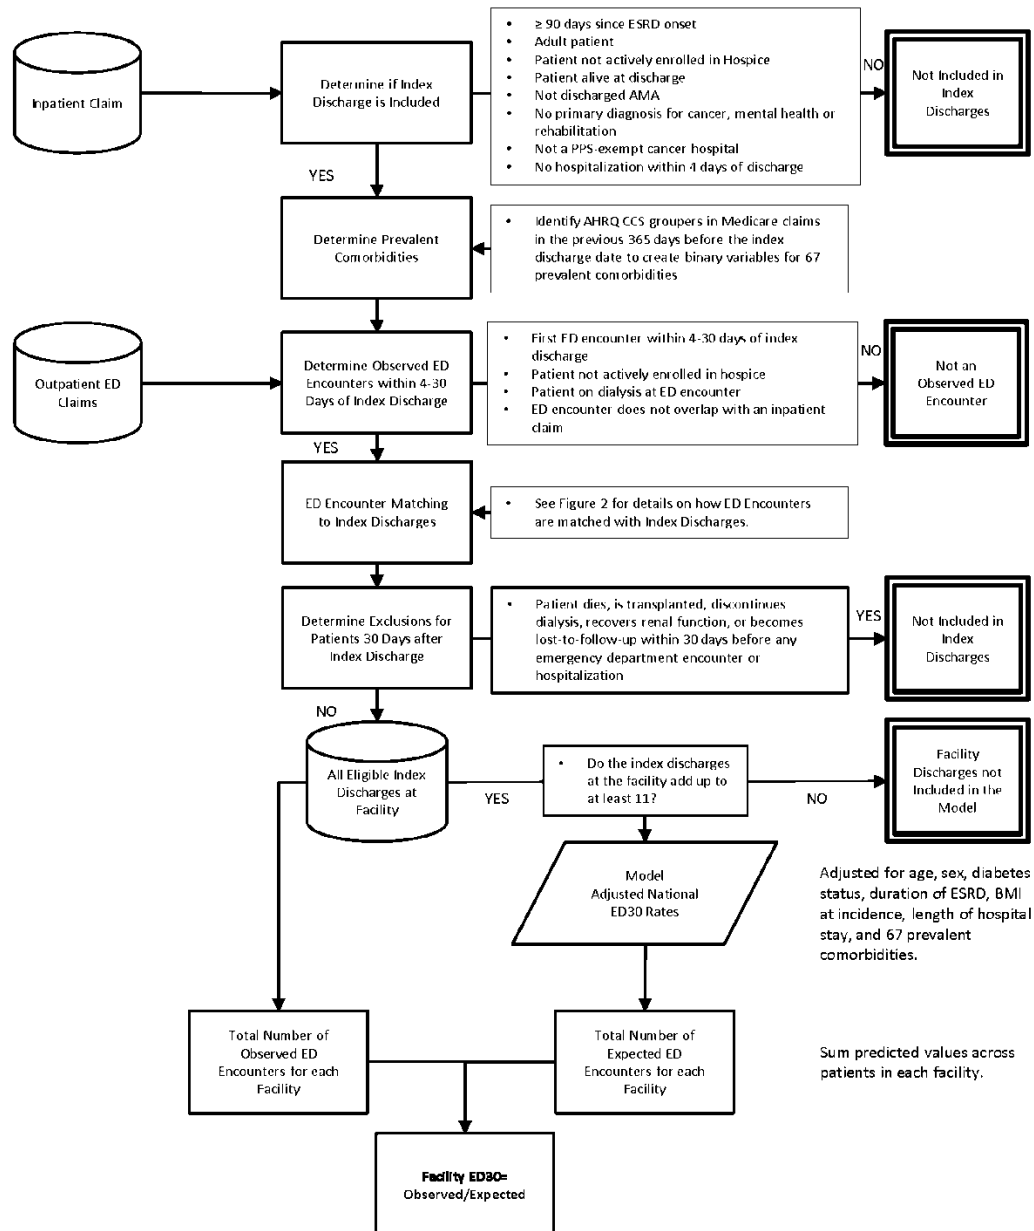 Inpatient Claim
Determine if Index
Discharge is Included
• ≥ 90 days since ESRD onset
• Adult patient
• Patient not actively enrolled in Hospice
• Patient alive at discharge
• Not discharged AMA
• No primary diagnosis for cancer, mental health or
rehabilitation
• Not a PPS-exempt cancer hospital
• No hospitalization within 4 days of discharge
NO
Not Included in
Index
Discharges
YES
Determine Prevalent
Comorbidities
• Identify AHRQ CCS groupers in Medicare claims
in the previous 365 days before the index
discharge date to create binary variables for 67
prevalent comorbidities
Outpatient ED
Claims
Determine Observed ED
Encounters within 4-30
Days of Index Discharge
• First ED encounter within 4-30 days of index
discharge
• Patient not actively enrolled in hospice
• Patient on dialysis at ED encounter
• ED encounter does not overlap with an inpatient
claim
NO
Not an
Observed ED
Encounter
YES
ED Encounter Matching
to Index Discharges
• See Figure 2 for details on how ED Encounters
are matched with Index Discharges.
Determine Exclusions for
Patients 30 Days after
Index Discharge
• Patient dies, is transplanted, discontinues
dialysis, recovers renal function, or becomes
lost-to-follow-up within 30 days before any
emergency department encounter or
hospitalization
YES
Not Included in
Index
Discharges
NO
All Eligible Index
Discharges at
Facility
YES
• Do the index discharges
at the facility add up to
at least 11?
NO
Facility
Discharges not
Included in the
Model
Model
Adjusted National
ED30 Rates
Adjusted for age, sex, diabetes
status, duration of ESRD, BMI
at incidence, length of hospital
stay, and 67 prevalent
comorbidities.
Total Number of
Observed ED
Encounters for each
Facility
Total Number of
Expected ED
Encounters for each
Facility
Sum predicted values across
patients in each facility.
Facility ED30=
Observed/Expected